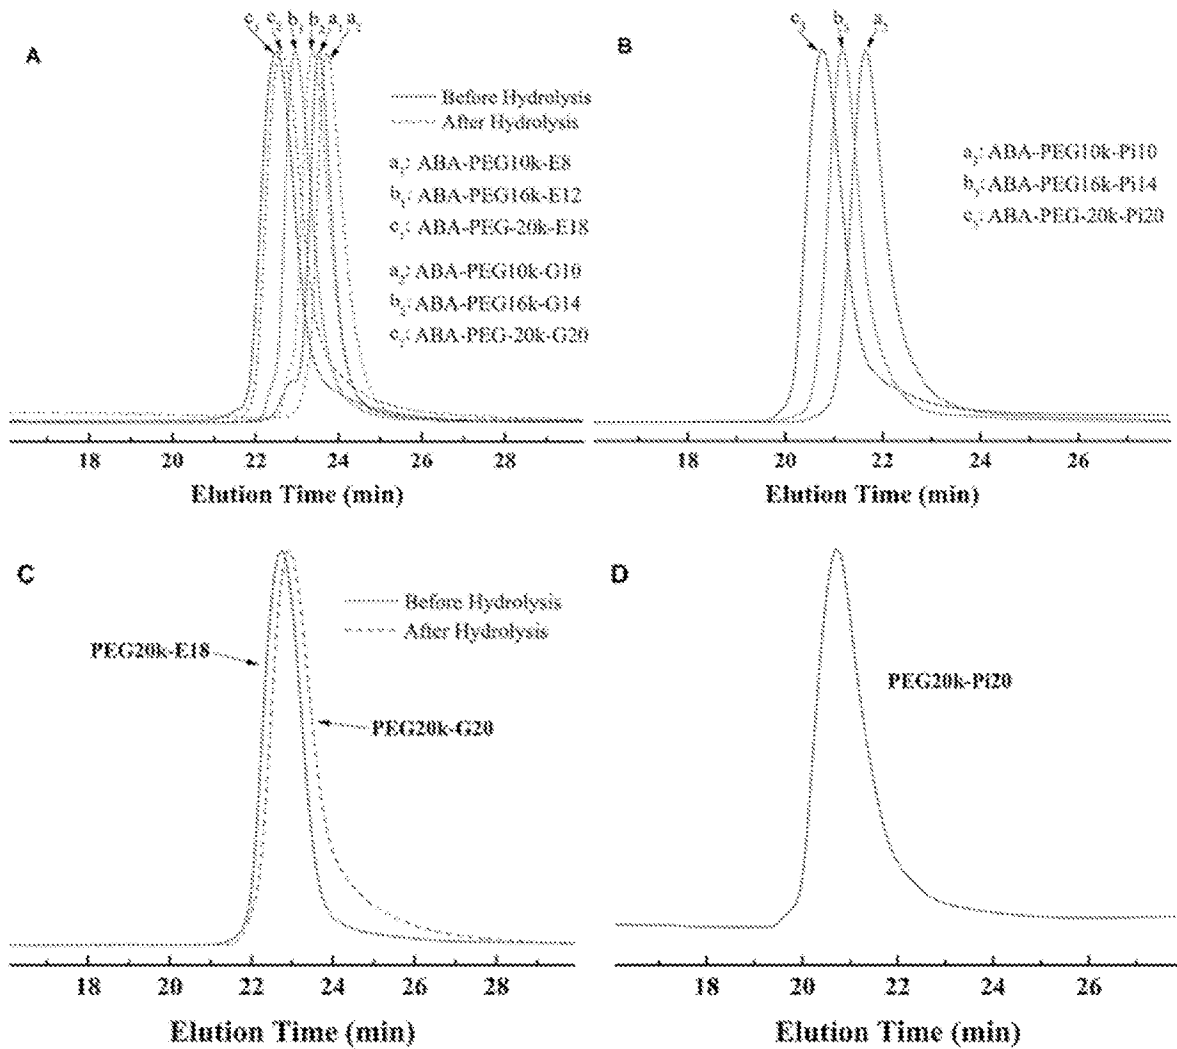 A
c₁ c₂ b₁ b₂ a₁ a₂
Before Hydrolysis
After Hydrolysis
a₁: ABA-PEG10k-E8
b₁: ABA-PEG16k-E12
c₁: ABA-PEG-20k-E18
a₂: ABA-PEG10k-G10
b₂: ABA-PEG16k-G14
c₂: ABA-PEG-20k-G20
18 20 22 24 26 28
Elution Time (min)
B
c₃ b₃ a₃
a₃: ABA-PEG10k-Pi10
b₃: ABA-PEG16k-Pi14
c₃: ABA-PEG-20k-Pi20
18 20 22 24 26
Elution Time (min)
C
Before Hydrolysis
After Hydrolysis
PEG20k-E18
PEG20k-G20
18 20 22 23 24 26 28
Elution Time (min)
D
PEG20k-Pi20
18 20 22 24 26
Elution Time (min)